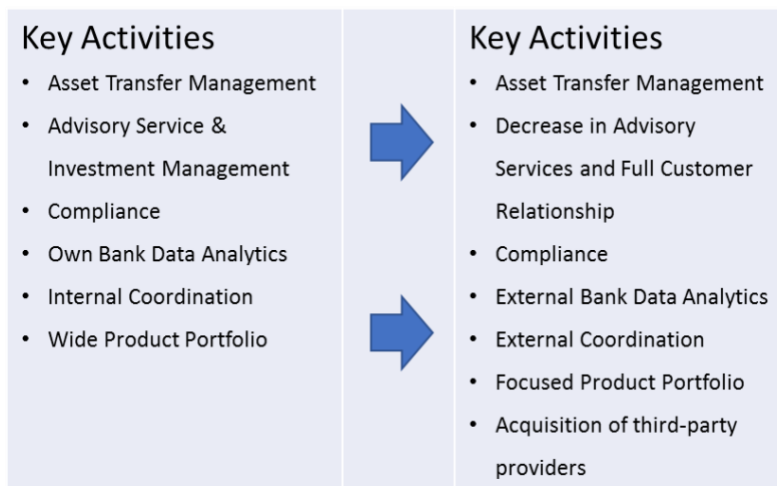 Key Activities
• Asset Transfer Management
• Advisory Service &
Investment Management
• Compliance
• Own Bank Data Analytics
• Internal Coordination
• Wide Product Portfolio
Key Activities
• Asset Transfer Management
• Decrease in Advisory
Services and Full Customer
Relationship
• Compliance
• External Bank Data Analytics
• External Coordination
• Focused Product Portfolio
• Acquisition of third-party
providers